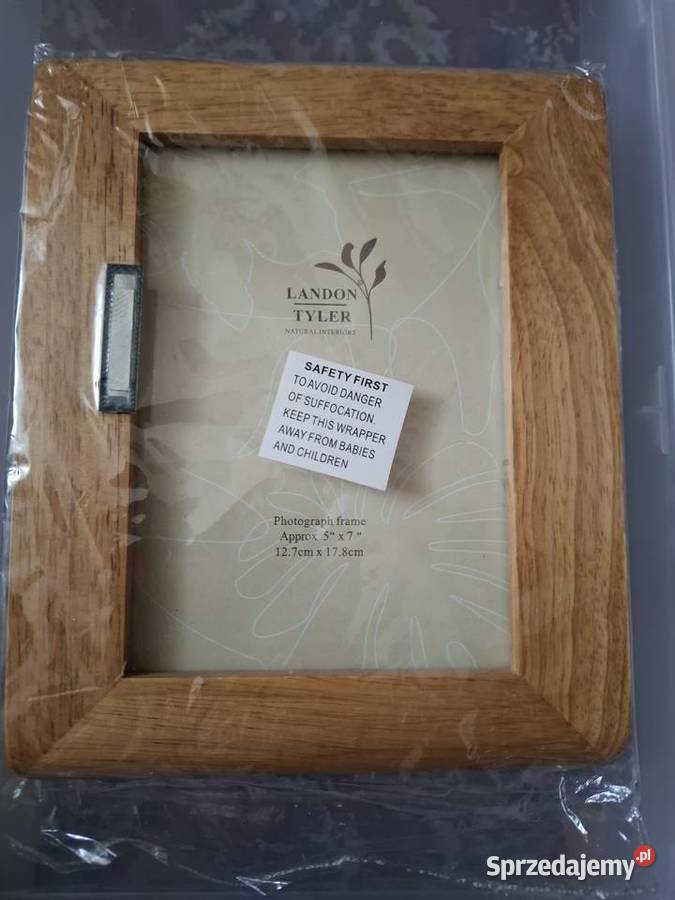 LANDON
TYLER
NATURAL INTERIORS
SAFETY FIRST
TO AVOID DANGER
OF SUFFOCATION.
KEEP THIS WRAPPER
AWAY FROM BABIES
AND CHILDREN
Photograph frame
Approx 5" x 7"
12.7cm x 17.8cm
Sprzedajemy.pl